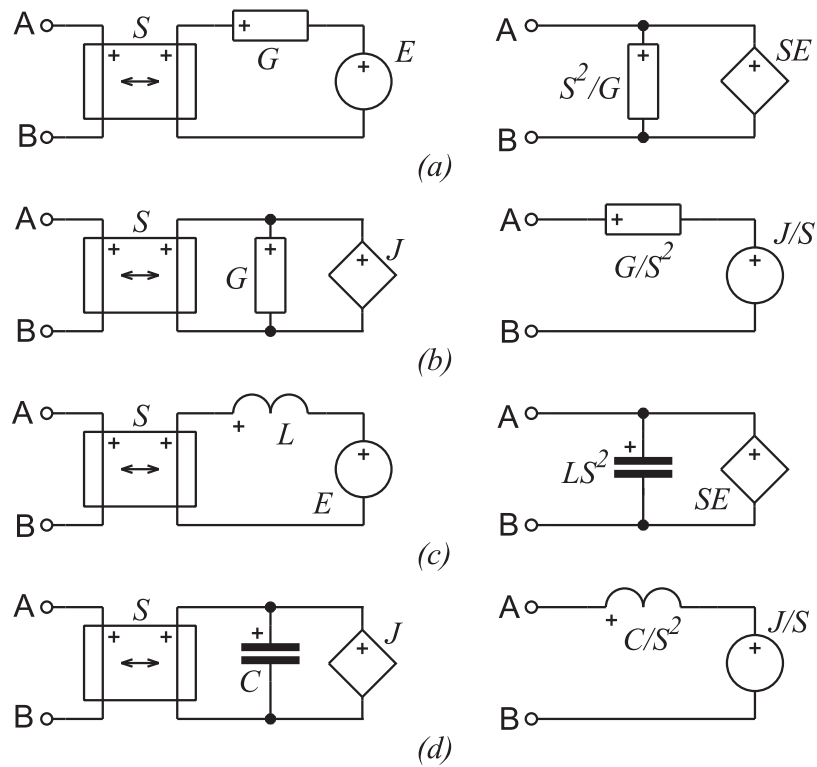 A S + + + G + E B
A S²/G + + SE B
(a)
A S + + G + + J B
A + G/S² J/S + B
(b)
A S + + + L + E B
A + LS² + SE B
(c)
A S + + + C + J B
A + C/S² J/S + B
(d)